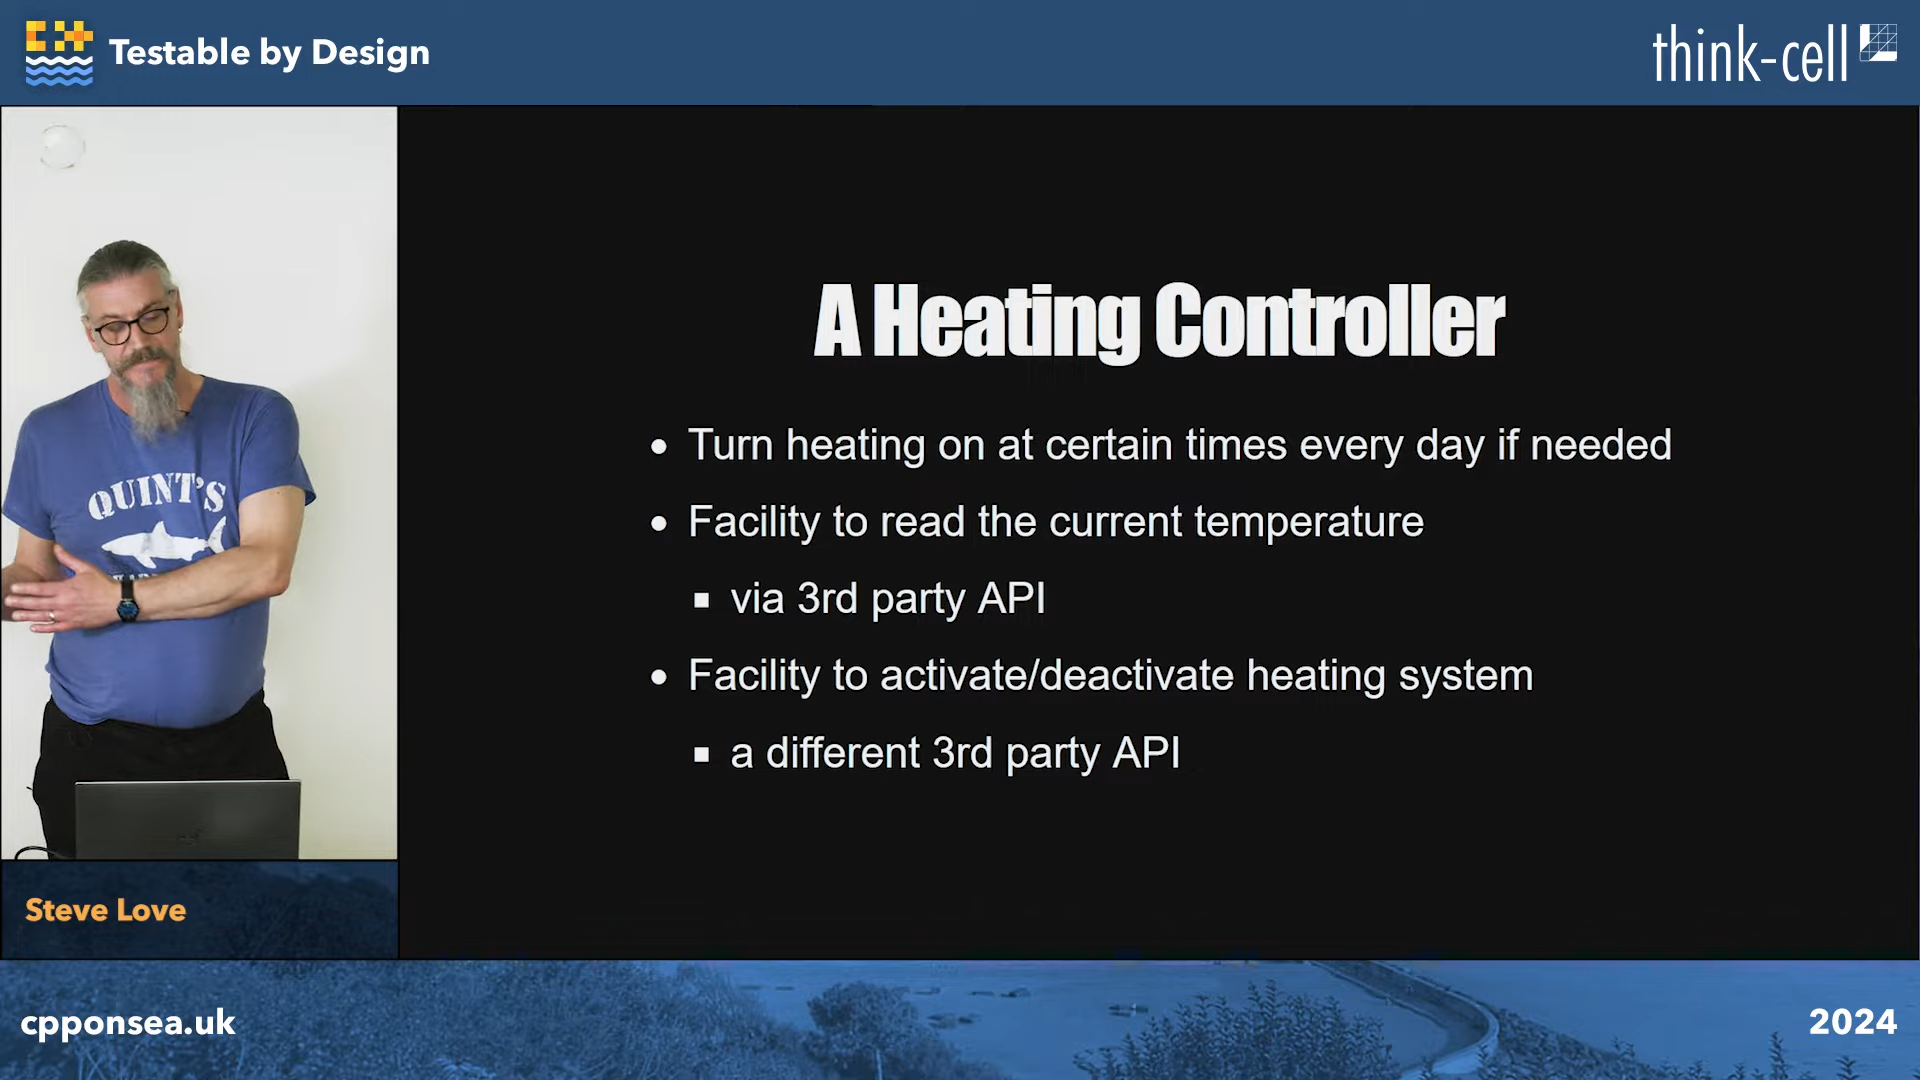 Testable by Design
think-cell
A Heating Controller
Turn heating on at certain times every day if needed
Facility to read the current temperature
via 3rd party API
Facility to activate/deactivate heating system
a different 3rd party API
QUINT'S
Steve Love
cpponsea.uk
2024